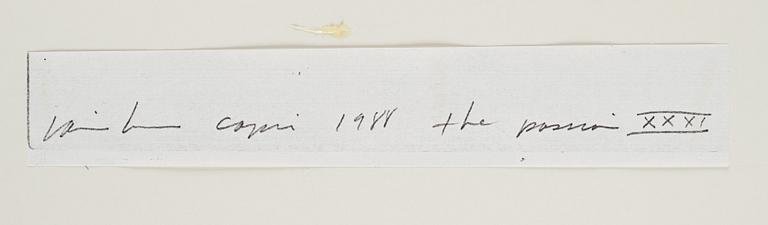 capri 1988 the passion XXXI